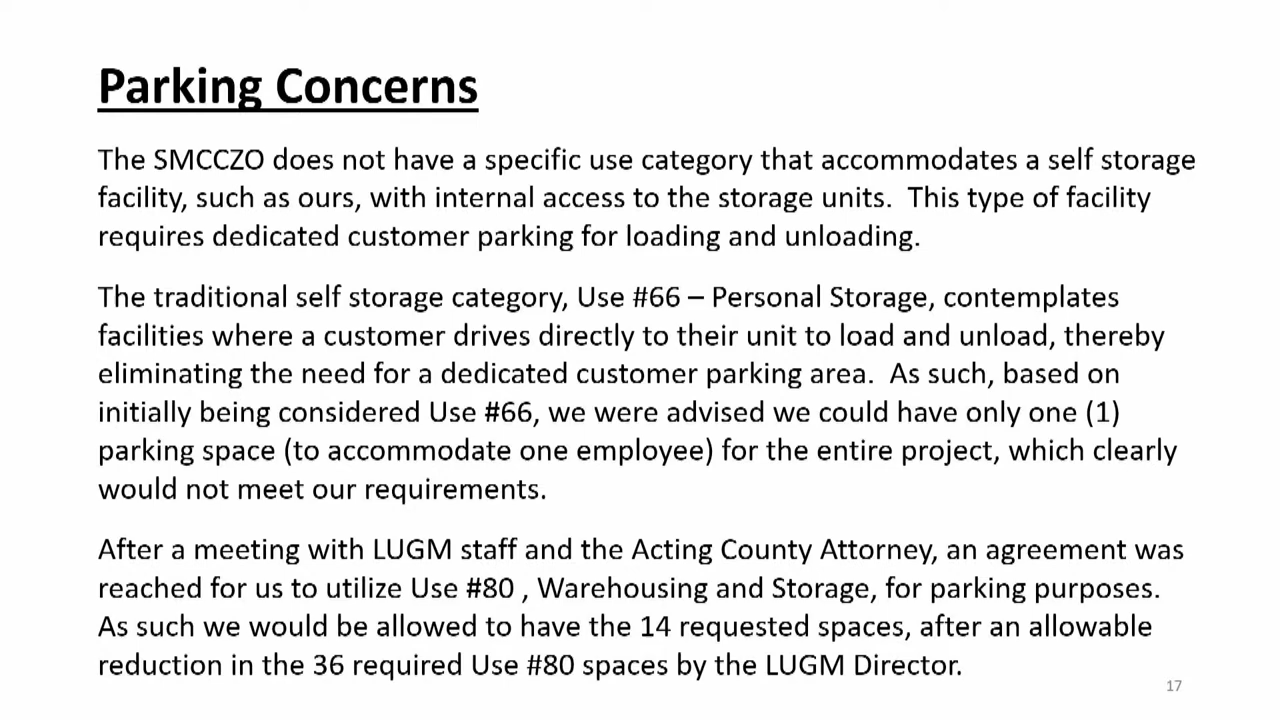 Parking Concerns
The SMCCZO does not have a specific use category that accommodates a self storage
facility, such as ours, with internal access to the storage units.  This type of facility
requires dedicated customer parking for loading and unloading.
The traditional self storage category, Use #66 – Personal Storage, contemplates
facilities where a customer drives directly to their unit to load and unload, thereby
eliminating the need for a dedicated customer parking area.  As such, based on
initially being considered Use #66, we were advised we could have only one (1)
parking space (to accommodate one employee) for the entire project, which clearly
would not meet our requirements.
After a meeting with LUGM staff and the Acting County Attorney, an agreement was
reached for us to utilize Use #80 , Warehousing and Storage, for parking purposes.
As such we would be allowed to have the 14 requested spaces, after an allowable
reduction in the 36 required Use #80 spaces by the LUGM Director.
17